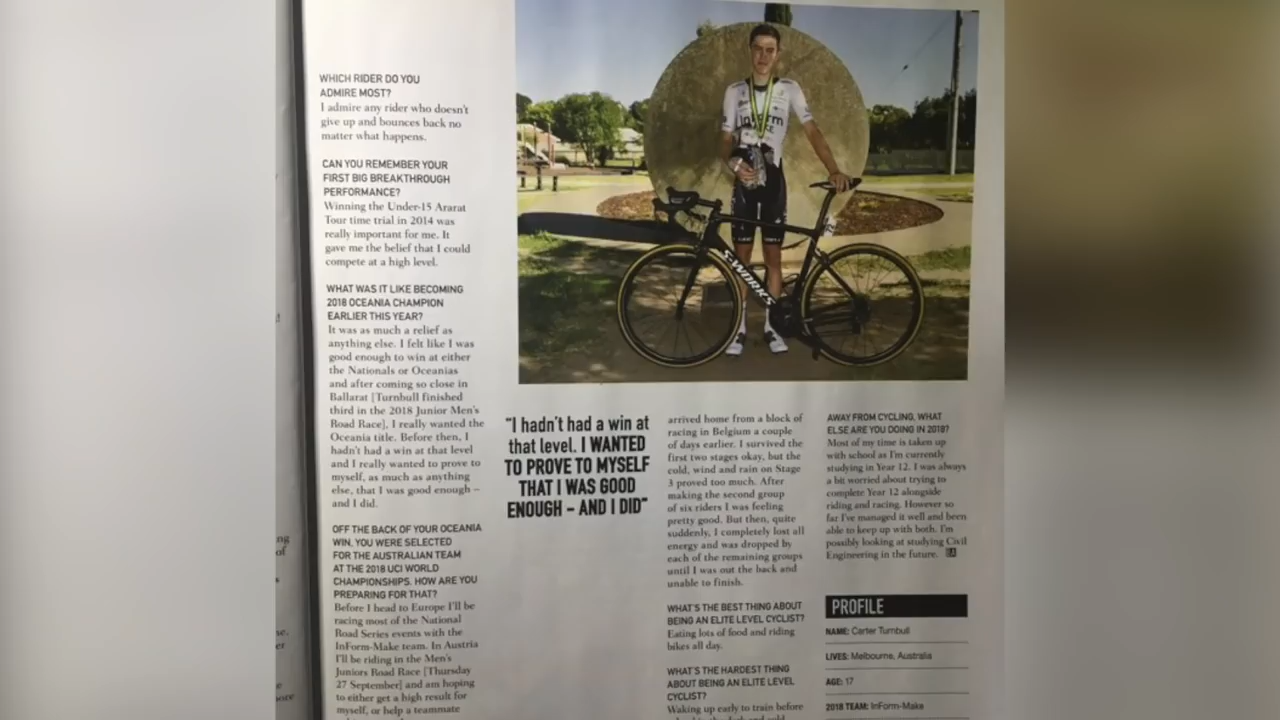 WHICH RIDER DO YOU
ADMIRE MOST?
I admire any rider who doesn't
give up and bounces back no
matter what happens.
CAN YOU REMEMBER YOUR
FIRST BIG BREAKTHROUGH
PERFORMANCE?
Winning the Under-15 Ararat
Tour time trial in 2014 was
really important for me. It
gave me the belief that I could
compete at a high level.
WHAT WAS IT LIKE BECOMING
2018 OCEANIA CHAMPION
EARLIER THIS YEAR?
It was as much a relief as
anything else. I felt like I was
good enough to win at either
the Nationals or Oceanias
and after coming so close in
Ballarat [Turnbull finished
third in the 2018 Junior Men's
Road Race], I really wanted the
Oceania title. Before then, I
hadn't had a win at that level
and I really wanted to prove to
myself, as much as anything
else, that I was good enough –
and I did.
OFF THE BACK OF YOUR OCEANIA
WIN, YOU WERE SELECTED
FOR THE AUSTRALIAN TEAM
AT THE 2018 UCI WORLD
CHAMPIONSHIPS. HOW ARE YOU
PREPARING FOR THAT?
Before I head to Europe I'll be
racing most of the National
Road Series events with the
InForm-Make team. In Austria
I'll be riding in the Men's
Juniors Road Race [Thursday
27 September] and am hoping
to either get a high result for
myself, or help a teammate
inform
S-WORKS
"I hadn't had a win at
that level. I WANTED
TO PROVE TO MYSELF
THAT I WAS GOOD
ENOUGH – AND I DID"
arrived home from a block of
racing in Belgium a couple
of days earlier. I survived the
first two stages okay, but the
cold, wind and rain on Stage
3 proved too much. After
making the second group
of six riders I was feeling
pretty good. But then, quite
suddenly, I completely lost all
energy and was dropped by
each of the remaining groups
until I was out the back and
unable to finish.
WHAT'S THE BEST THING ABOUT
BEING AN ELITE LEVEL CYCLIST?
Eating lots of food and riding
bikes all day.
WHAT'S THE HARDEST THING
ABOUT BEING AN ELITE LEVEL
CYCLIST?
Waking up early to train before
AWAY FROM CYCLING, WHAT
ELSE ARE YOU DOING IN 2018?
Most of my time is taken up
with school as I'm currently
studying in Year 12. I was always
a bit worried about trying to
complete Year 12 alongside
riding and racing. However so
far I've managed it well and been
able to keep up with both. I'm
possibly looking at studying Civil
Engineering in the future.
PROFILE
NAME: Carter Turnbull
LIVES: Melbourne, Australia
AGE: 17
2018 TEAM: InForm-Make